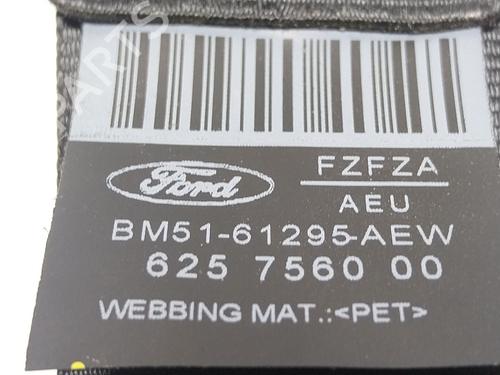 Ford
FZFZA
AEU
BM51-61295-AEW
625 7560 00
WEBBING MAT.:<PET>